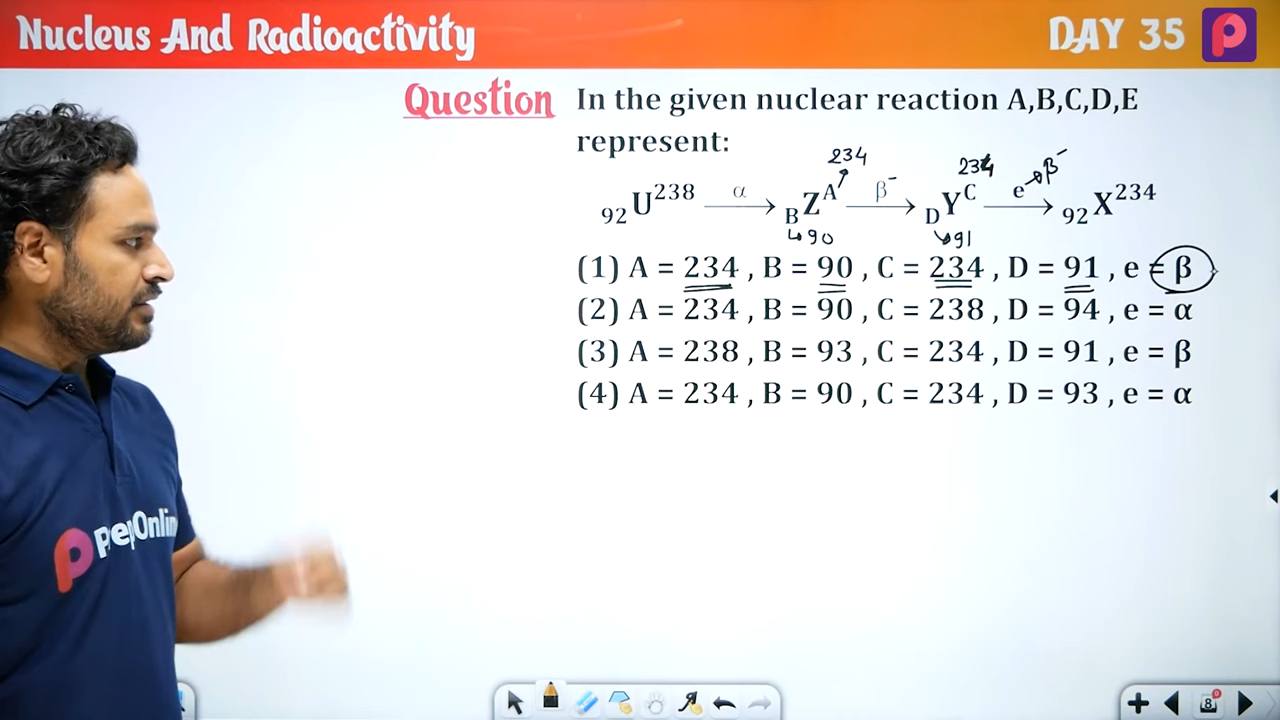 Nucleus And Radioactivity
DAY 35
Question In the given nuclear reaction A,B,C,D,E
represent:
234 234 β⁻
₉₂U²³⁸ α→ BZᴬ β⁻→ DYᶜ e→ ₉₂X²³⁴
90 91
(1) A = 234 , B = 90 , C = 234 , D = 91 , e = β
(2) A = 234 , B = 90 , C = 238 , D = 94 , e = α
(3) A = 238 , B = 93 , C = 234 , D = 91 , e = β
(4) A = 234 , B = 90 , C = 234 , D = 93 , e = α
8